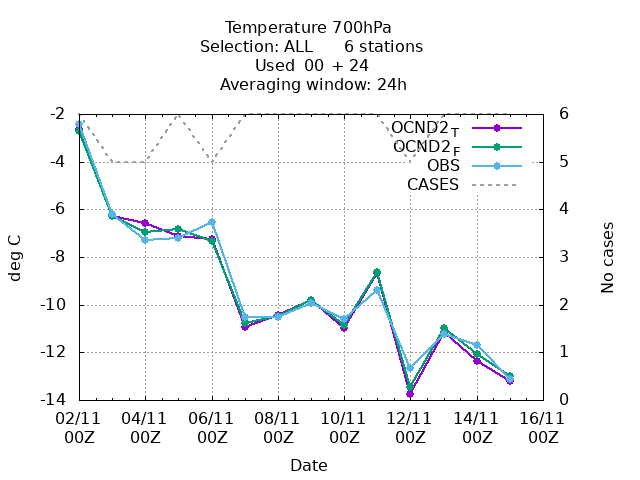 Temperature 700hPa
Selection: ALL      6 stations
Used  00  + 24
Averaging window: 24h
OCND2T
OCND2F
OBS
CASES
deg C
-2
-4
-6
-8
-10
-12
-14
6
5
4
3
2
1
0
No cases
02/11 04/11 06/11 08/11 10/11 12/11 14/11 16/11
00Z 00Z 00Z 00Z 00Z 00Z 00Z 00Z
Date